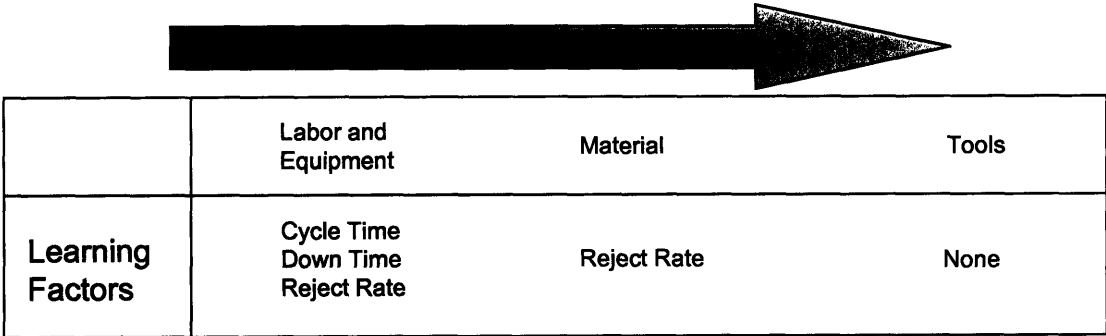 Labor and
Equipment
Material
Tools
Learning
Factors
Cycle Time
Down Time
Reject Rate
Reject Rate
None